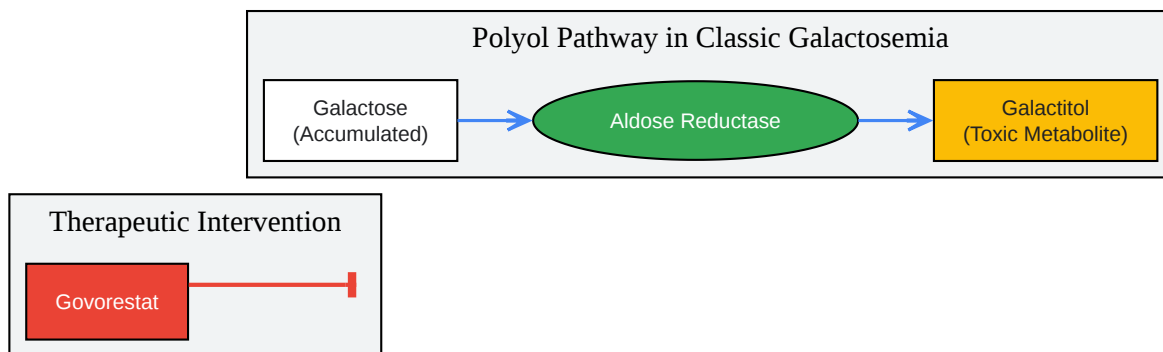 Polyol Pathway in Classic Galactosemia
Galactose
(Accumulated)
Aldose Reductase
Galactitol
(Toxic Metabolite)
Therapeutic Intervention
Govorestat